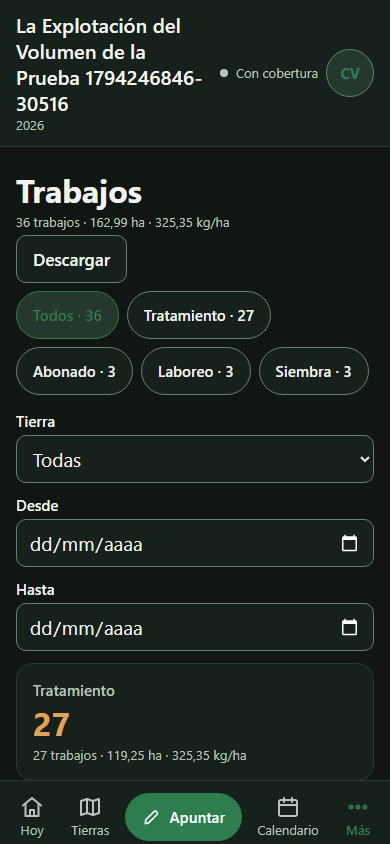 La Explotación del
Volumen de la
Prueba 1794246846-
30516
2026
Con cobertura
CV
Trabajos
36 trabajos · 162,99 ha · 325,35 kg/ha
Descargar
Todos · 36
Tratamiento · 27
Abonado · 3
Laboreo · 3
Siembra · 3
Tierra
Todas
Desde
dd/mm/aaaa
Hasta
dd/mm/aaaa
Tratamiento
27
27 trabajos · 119,25 ha · 325,35 kg/ha
Hoy
Tierras
Apuntar
Calendario
Más